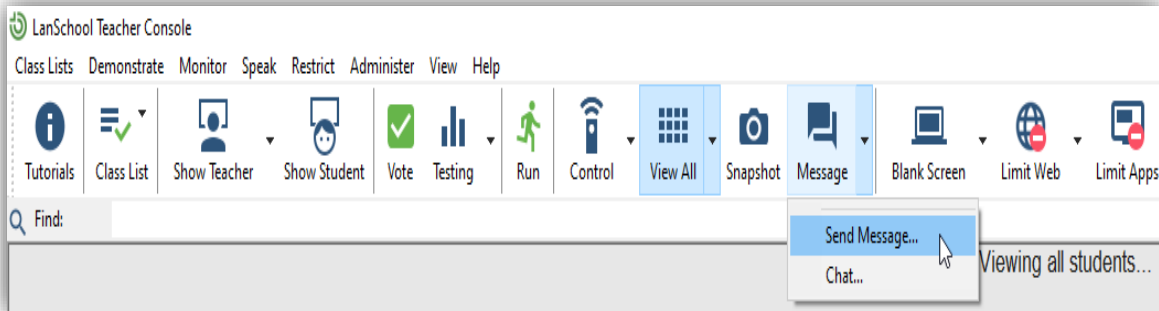 LanSchool Teacher Console
Class Lists Demonstrate Monitor Speak Restrict Administer View Help
Tutorials Class List Show Teacher Show Student Vote Testing Run Control View All Snapshot Message Blank Screen Limit Web Limit Apps
Find:
Send Message...
Viewing all students...
Chat...